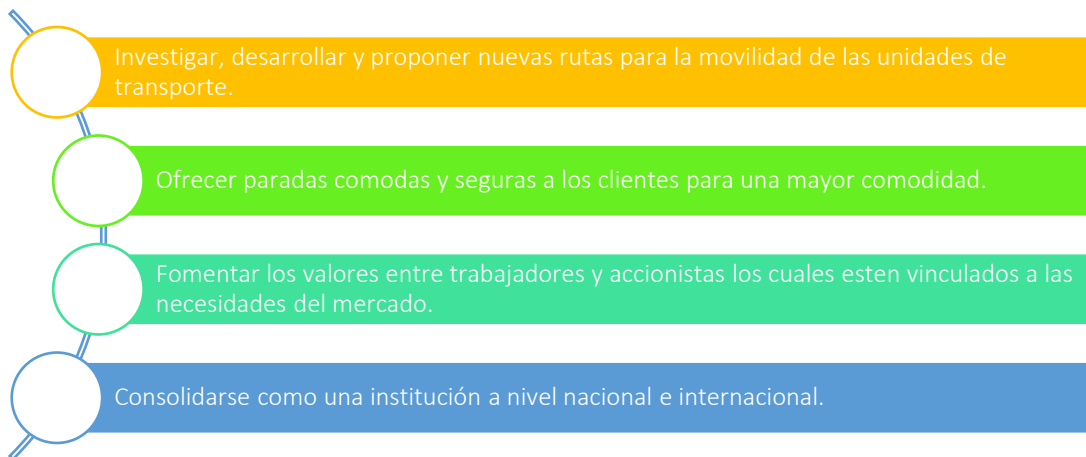 Investigar, desarrollar y proponer nuevas rutas para la movilidad de las unidades de
transporte.
Ofrecer paradas comodas y seguras a los clientes para una mayor comodidad.
Fomentar los valores entre trabajadores y accionistas los cuales esten vinculados a las
necesidades del mercado.
Consolidarse como una institución a nivel nacional e internacional.